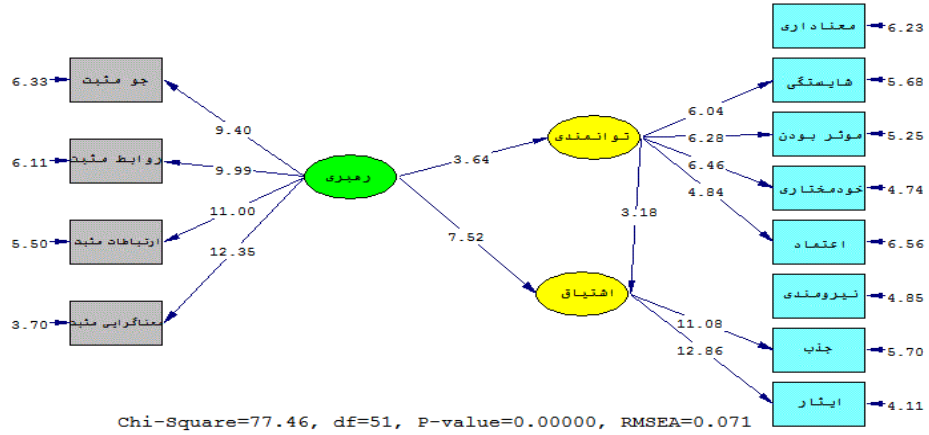 معناداری
6.23
6.33
جو مثبت
شایستگی
5.68
9.40
6.04
توانمندی
موثر بودن
5.25
6.28
6.11
روابط مثبت
9.99
3.64
6.46
خودمختاری
4.74
رهبری
4.84
11.00
3.18
5.50
ارتباطات مثبت
7.52
اعتماد
6.56
12.35
اشتیاق
نیرومندی
4.85
3.70
معناگرایی مثبت
11.08
جذب
5.70
12.86
ایثار
4.11
Chi-Square=77.46, df=51, P-value=0.00000, RMSEA=0.071